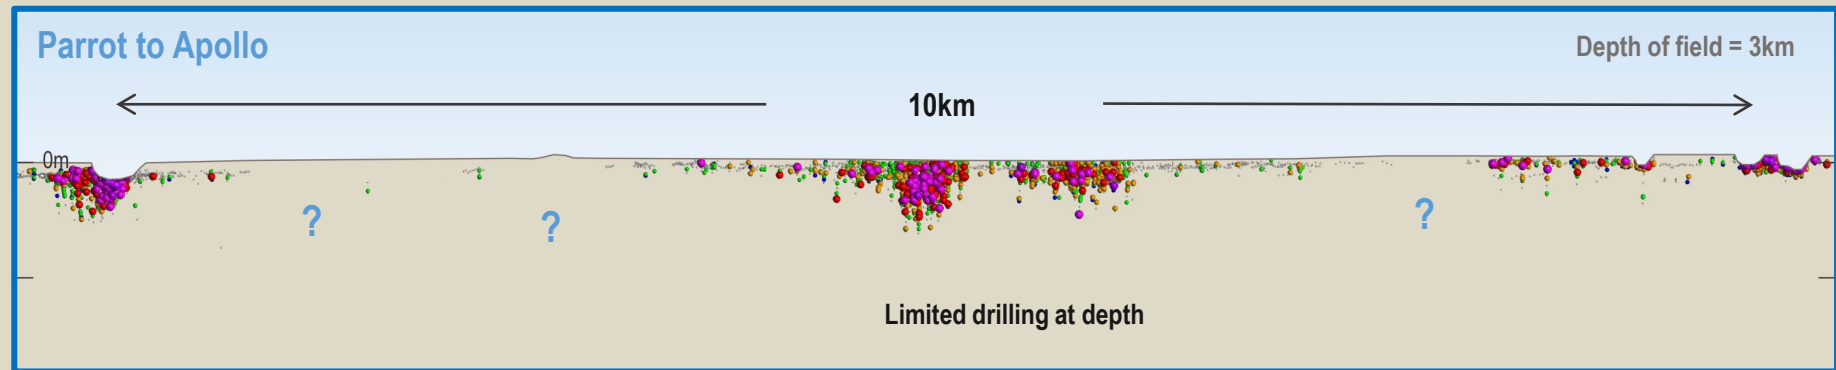 Parrot to Apollo
Depth of field = 3km
10km
0m
?
?
?
Limited drilling at depth